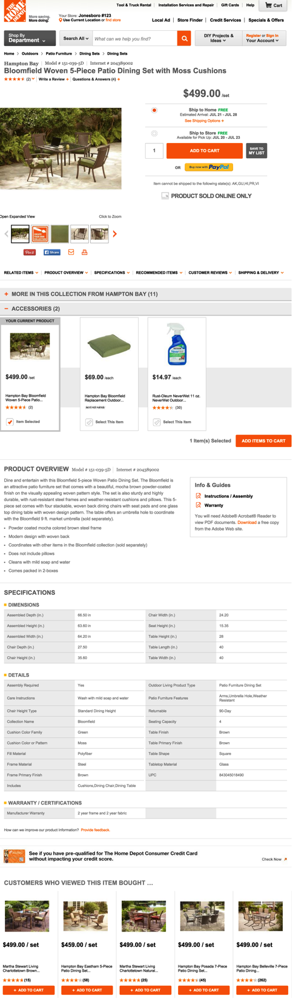 THE HOME DEPOT
More saving.
More doing.
Your Store: Jonesboro #123
Use Current Location or find store
Tool & Truck Rental
Installation Services and Repair
Gift Cards
Help
Cart
Local Ad
Store Finder
Credit Services
Specials & Offers
Shop By
Department
Search All
What can we help you find?
DIY Projects &
Ideas
Register or Sign In
Your Account
Home > Outdoors > Patio Furniture > Dining Sets > Dining Sets
Hampton Bay | Model # 151-039-5D | Internet # 204389002
Bloomfield Woven 5-Piece Patio Dining Set with Moss Cushions
(2) Write a Review + Questions & Answers (4) +
$499.00 /set
Ship to Home FREE
Estimated Arrival: JUL 21 - JUL 28
See Shipping Options +
Ship to Store FREE
Available for Pick Up: JUL 20 - JUL 23
1
ADD TO CART
SAVE TO
MY LIST
OR
Buy now with PayPal
Item cannot be shipped to the following state(s): AK,GU,HI,PR,VI
PRODUCT SOLD ONLINE ONLY
Open Expanded View
Click to Zoom
Pin it
Share
RELATED ITEMS
PRODUCT OVERVIEW
SPECIFICATIONS
RECOMMENDED ITEMS
CUSTOMER REVIEWS
SHIPPING & DELIVERY
+ MORE IN THIS COLLECTION FROM HAMPTON BAY (11)
− ACCESSORIES (2)
YOUR CURRENT PRODUCT
$499.00 /set
Hampton Bay Bloomfield
Woven 5-Piece Patio...
(2)
Item Selected
$69.00 /each
Hampton Bay Bloomfield
Replacement Outdoor...
NOT YET RATED
Select This Item
$14.97 /each
Rust-Oleum NeverWet 11 oz.
NeverWet Outdoor...
(30)
Select This Item
1 Item(s) Selected
ADD ITEMS TO CART
PRODUCT OVERVIEW Model # 151-039-5D | Internet # 204389002
Dine and entertain with this Bloomfield 5-piece Woven Patio Dining Set. The Bloomfield is
an attractive patio furniture set that comes with a beautiful, mocha brown powder-coated
finish on the visually appealing woven pattern style. The set is also sturdy and highly
durable, with rust-resistant steel frames and weather-resistant cushions and pillows. This 5-
piece set comes with four stackable, woven back dining chairs with seat pads and one glass
top dining table with woven design pattern. The table offers an umbrella hole to coordinate
with the Bloomfield 9 ft. market umbrella (sold separately).
• Powder coated mocha colored brown steel frame
• Modern design with woven back
• Coordinates with other items in the Bloomfield collection (sold separately)
• Does not include pillows
• Cleans with mild soap and water
• Comes packed in 2-boxes
Info & Guides
Instructions / Assembly
Warranty
You will need Adobe® Acrobat® Reader to
view PDF documents. Download a free copy
from the Adobe Web site.
SPECIFICATIONS
DIMENSIONS
Assembled Depth (in.) 66.50 in Chair Width (in.) 24.20
Assembled Height (in.) 63.60 in Seat Height (in.) 15.35
Assembled Width (in.) 64.20 in Table Height (in.) 28
Chair Depth (in.) 27.50 Table Length (in.) 40
Chair Height (in.) 35.60 Table Width (in.) 40
DETAILS
Assembly Required Yes Outdoor Living Product Type Patio Furniture Dining Set
Care Instructions Wash with mild soap and water Patio Furniture Features Arms,Umbrella Hole,Weather
Resistant
Chair Height Type Standard Dining Height Returnable 90-Day
Collection Name Bloomfield Seating Capacity 4
Cushion Color Family Green Table Finish Brown
Cushion Color or Pattern Moss Table Primary Finish Brown
Fill Material Polyfiber Table Shape Square
Frame Material Steel Tabletop Material Glass
Frame Primary Finish Brown UPC 843045018490
Includes Cushions,Dining Chair,Dining Table
WARRANTY / CERTIFICATIONS
Manufacturer Warranty 2 year frame and 2 year fabric
How can we improve our product Information? Provide feedback.
See if you have pre-qualified for The Home Depot Consumer Credit Card
without impacting your credit score.
Check Now
CUSTOMERS WHO VIEWED THIS ITEM BOUGHT ...
$499.00 / set
Martha Stewart Living
Charlottetown Brown...
(15)
+ ADD TO CART
$459.00 / set
Hampton Bay Eastham 5-Piece
Patio Dining Set...
(58)
+ ADD TO CART
$499.00 / set
Martha Stewart Living
Charlottetown Natural...
(25)
+ ADD TO CART
$499.00 / set
Hampton Bay Posada 7-Piece
Patio Dining Set...
(45)
+ ADD TO CART
$499.00 / set
Hampton Bay Belleville 7-Piece
Patio Dining...
(262)
+ ADD TO CART